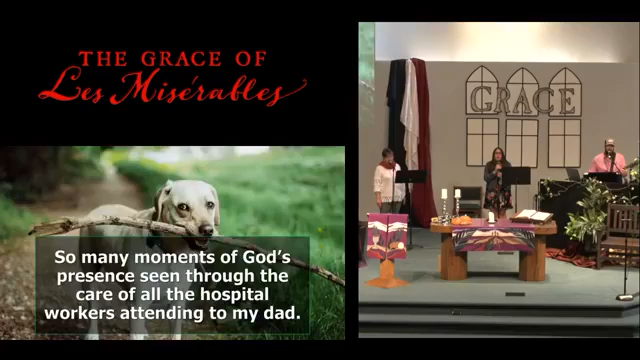 THE GRACE OF
Les Misérables
So many moments of God's
presence seen through the
care of all the hospital
workers attending to my dad.
GRACE